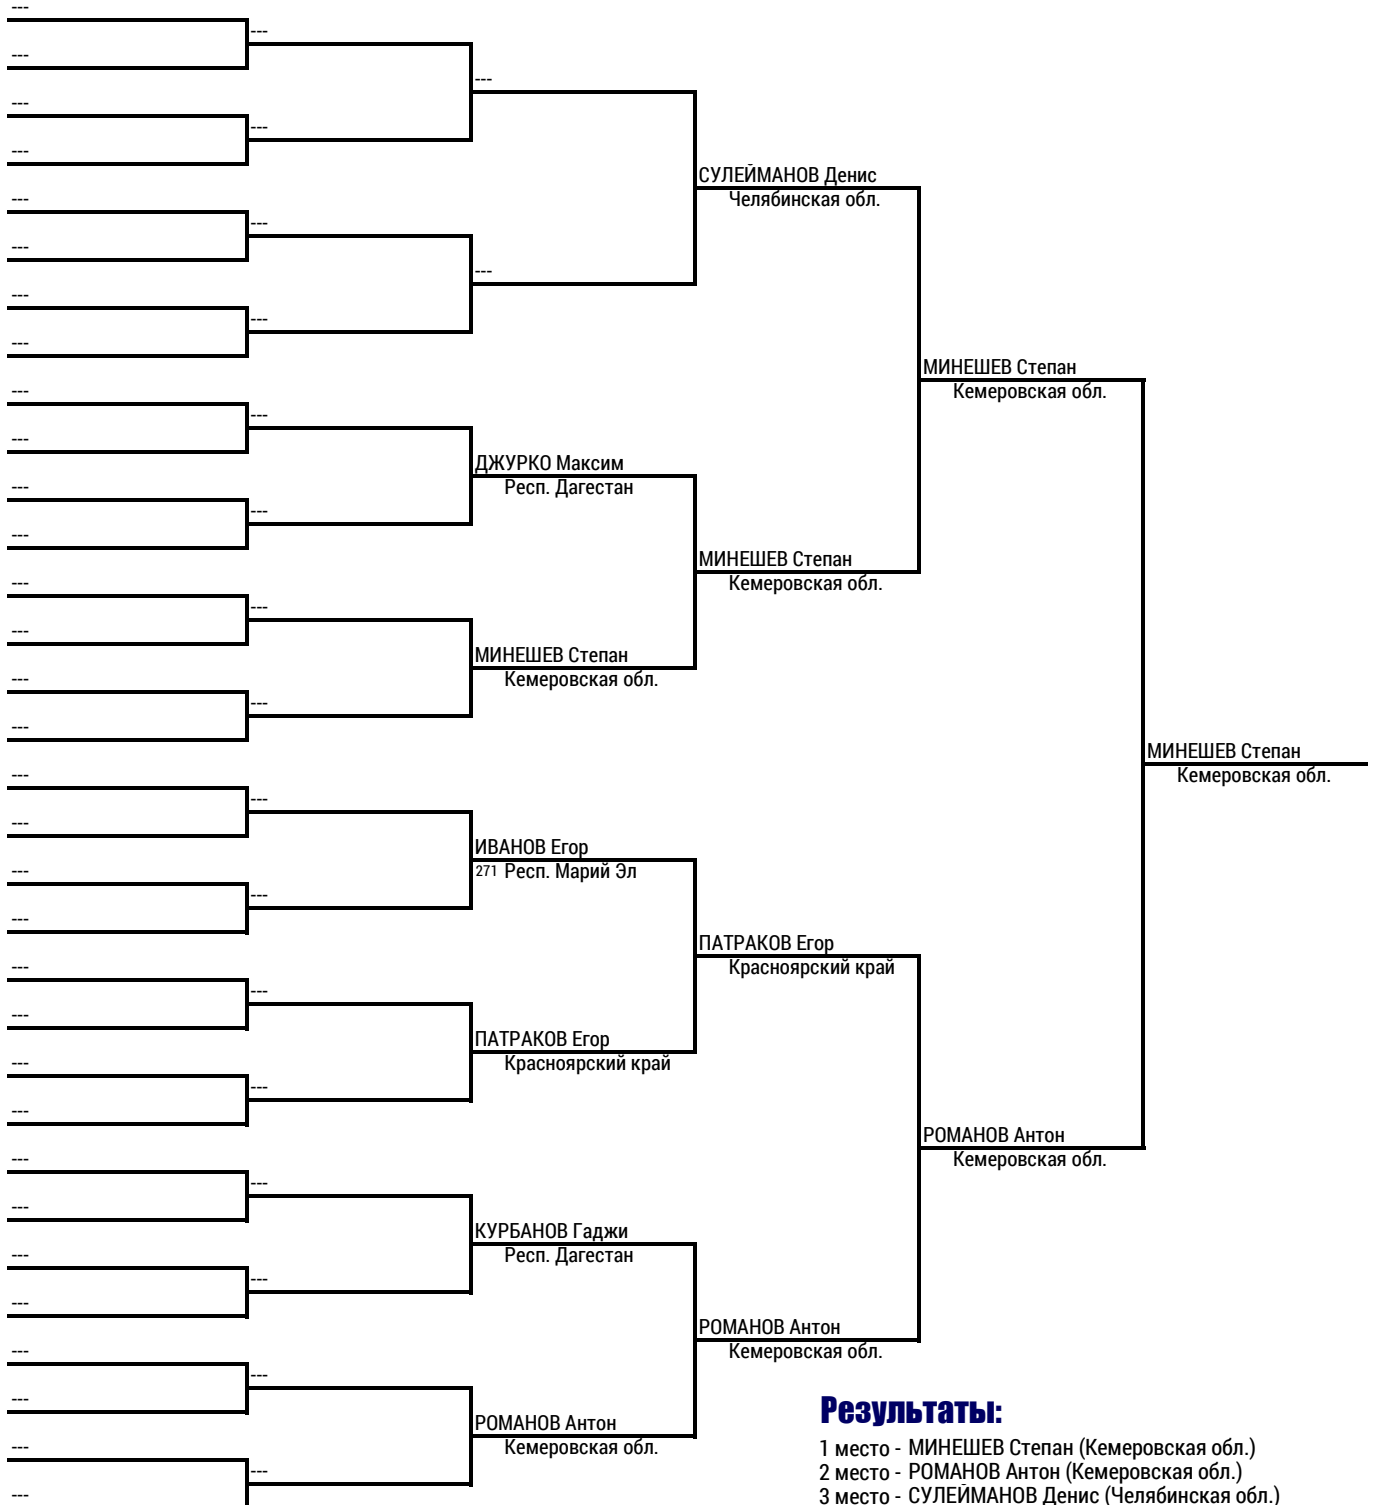 ---
---
---
---
---
---
---
---
---
---
СУЛЕЙМАНОВ Денис
Челябинская обл.
---
---
---
---
---
---
---
---
МИНЕШЕВ Степан
Кемеровская обл.
---
---
---
ДЖУРКО Максим
Респ. Дагестан
---
---
---
МИНЕШЕВ Степан
Кемеровская обл.
---
---
---
МИНЕШЕВ Степан
Кемеровская обл.
---
---
---
МИНЕШЕВ Степан
Кемеровская обл.
---
---
---
ИВАНОВ Егор
271 Респ. Марий Эл
---
---
---
ПАТРАКОВ Егор
Красноярский край
---
---
---
ПАТРАКОВ Егор
Красноярский край
---
---
---
РОМАНОВ Антон
Кемеровская обл.
---
---
---
КУРБАНОВ Гаджи
Респ. Дагестан
---
---
---
РОМАНОВ Антон
Кемеровская обл.
---
---
---
РОМАНОВ Антон
Кемеровская обл.
---
---
---
Результаты:
1 место - МИНЕШЕВ Степан (Кемеровская обл.)
2 место - РОМАНОВ Антон (Кемеровская обл.)
3 место - СУЛЕЙМАНОВ Денис (Челябинская обл.)